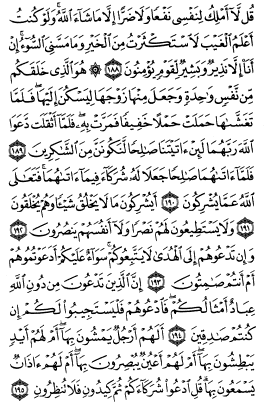 قُل لَّآ أَمْلِكُ لِنَفْسِى نَفْعًا وَلَا ضَرًّا إِلَّا مَا شَآءَ ٱللَّهُ ۚ وَلَوْ كُنتُ
أَعْلَمُ ٱلْغَيْبَ لَٱسْتَكْثَرْتُ مِنَ ٱلْخَيْرِ وَمَا مَسَّنِىَ ٱلسُّوٓءُ ۚ إِنْ
أَنَا۠ إِلَّا نَذِيرٌ وَبَشِيرٌ لِّقَوْمٍ يُؤْمِنُونَ ۝١٨٨ ۞ هُوَ ٱلَّذِى خَلَقَكُم
مِّن نَّفْسٍ وَٰحِدَةٍ وَجَعَلَ مِنْهَا زَوْجَهَا لِيَسْكُنَ إِلَيْهَا ۖ فَلَمَّا
تَغَشَّىٰهَا حَمَلَتْ حَمْلًا خَفِيفًا فَمَرَّتْ بِهِۦ ۖ فَلَمَّآ أَثْقَلَت دَّعَوَا
ٱللَّهَ رَبَّهُمَا لَئِنْ ءَاتَيْتَنَا صَٰلِحًا لَّنَكُونَنَّ مِنَ ٱلشَّٰكِرِينَ ۝١٨٩
فَلَمَّآ ءَاتَىٰهُمَا صَٰلِحًا جَعَلَا لَهُۥ شُرَكَآءَ فِيمَآ ءَاتَىٰهُمَا ۚ فَتَعَٰلَى
ٱللَّهُ عَمَّا يُشْرِكُونَ ۝١٩٠ أَيُشْرِكُونَ مَا لَا يَخْلُقُ شَيْـًٔا وَهُمْ يُخْلَقُونَ
۝١٩١ وَلَا يَسْتَطِيعُونَ لَهُمْ نَصْرًا وَلَآ أَنفُسَهُمْ يَنصُرُونَ ۝١٩٢
وَإِن تَدْعُوهُمْ إِلَى ٱلْهُدَىٰ لَا يَتَّبِعُوكُمْ ۚ سَوَآءٌ عَلَيْكُمْ أَدَعَوْتُمُوهُمْ
أَمْ أَنتُمْ صَٰمِتُونَ ۝١٩٣ إِنَّ ٱلَّذِينَ تَدْعُونَ مِن دُونِ ٱللَّهِ
عِبَادٌ أَمْثَالُكُمْ ۖ فَٱدْعُوهُمْ فَلْيَسْتَجِيبُوا۟ لَكُمْ إِن
كُنتُمْ صَٰدِقِينَ ۝١٩٤ أَلَهُمْ أَرْجُلٌ يَمْشُونَ بِهَآ ۖ أَمْ لَهُمْ أَيْدٍ
يَبْطِشُونَ بِهَآ ۖ أَمْ لَهُمْ أَعْيُنٌ يُبْصِرُونَ بِهَآ ۖ أَمْ لَهُمْ ءَاذَانٌ
يَسْمَعُونَ بِهَا ۗ قُلِ ٱدْعُوا۟ شُرَكَآءَكُمْ ثُمَّ كِيدُونِ فَلَا تُنظِرُونِ ۝١٩٥